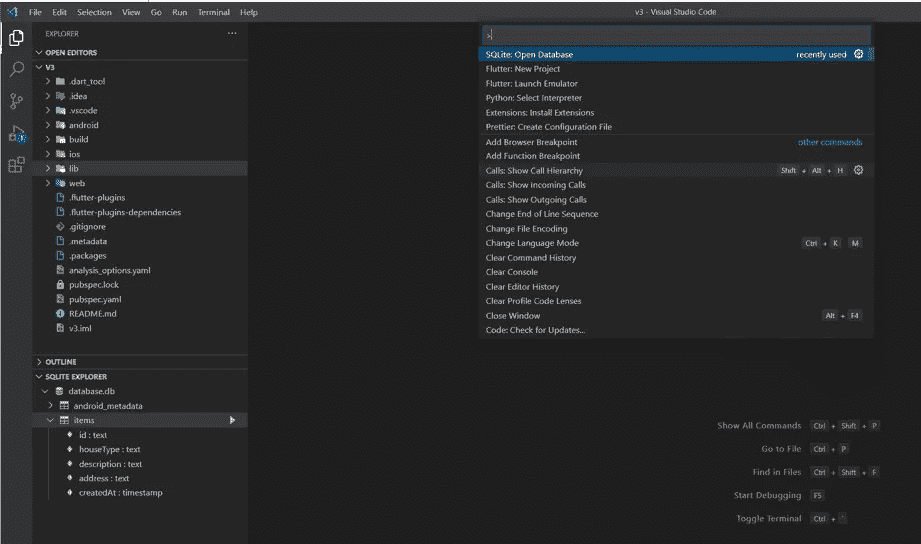 File Edit Selection View Go Run Terminal Help
v3 - Visual Studio Code
EXPLORER
OPEN EDITORS
V3
.dart_tool
.idea
.vscode
android
build
ios
lib
web
.flutter-plugins
.flutter-plugins-dependencies
.gitignore
.metadata
.packages
analysis_options.yaml
pubspec.lock
pubspec.yaml
README.md
v3.iml
OUTLINE
SQLITE EXPLORER
database.db
android_metadata
items
id : text
houseType : text
description : text
address : text
createdAt : timestamp
>
SQLite: Open Database recently used
Flutter: New Project
Flutter: Launch Emulator
Python: Select Interpreter
Extensions: Install Extensions
Prettier: Create Configuration File
Add Browser Breakpoint other commands
Add Function Breakpoint
Calls: Show Call Hierarchy Shift + Alt + H
Calls: Show Incoming Calls
Calls: Show Outgoing Calls
Change End of Line Sequence
Change File Encoding
Change Language Mode Ctrl + K M
Clear Command History
Clear Console
Clear Editor History
Clear Profile Code Lenses
Close Window Alt + F4
Code: Check for Updates...
Show All Commands Ctrl + Shift + P
Go to File Ctrl + P
Find in Files Ctrl + Shift + F
Start Debugging F5
Toggle Terminal Ctrl + `